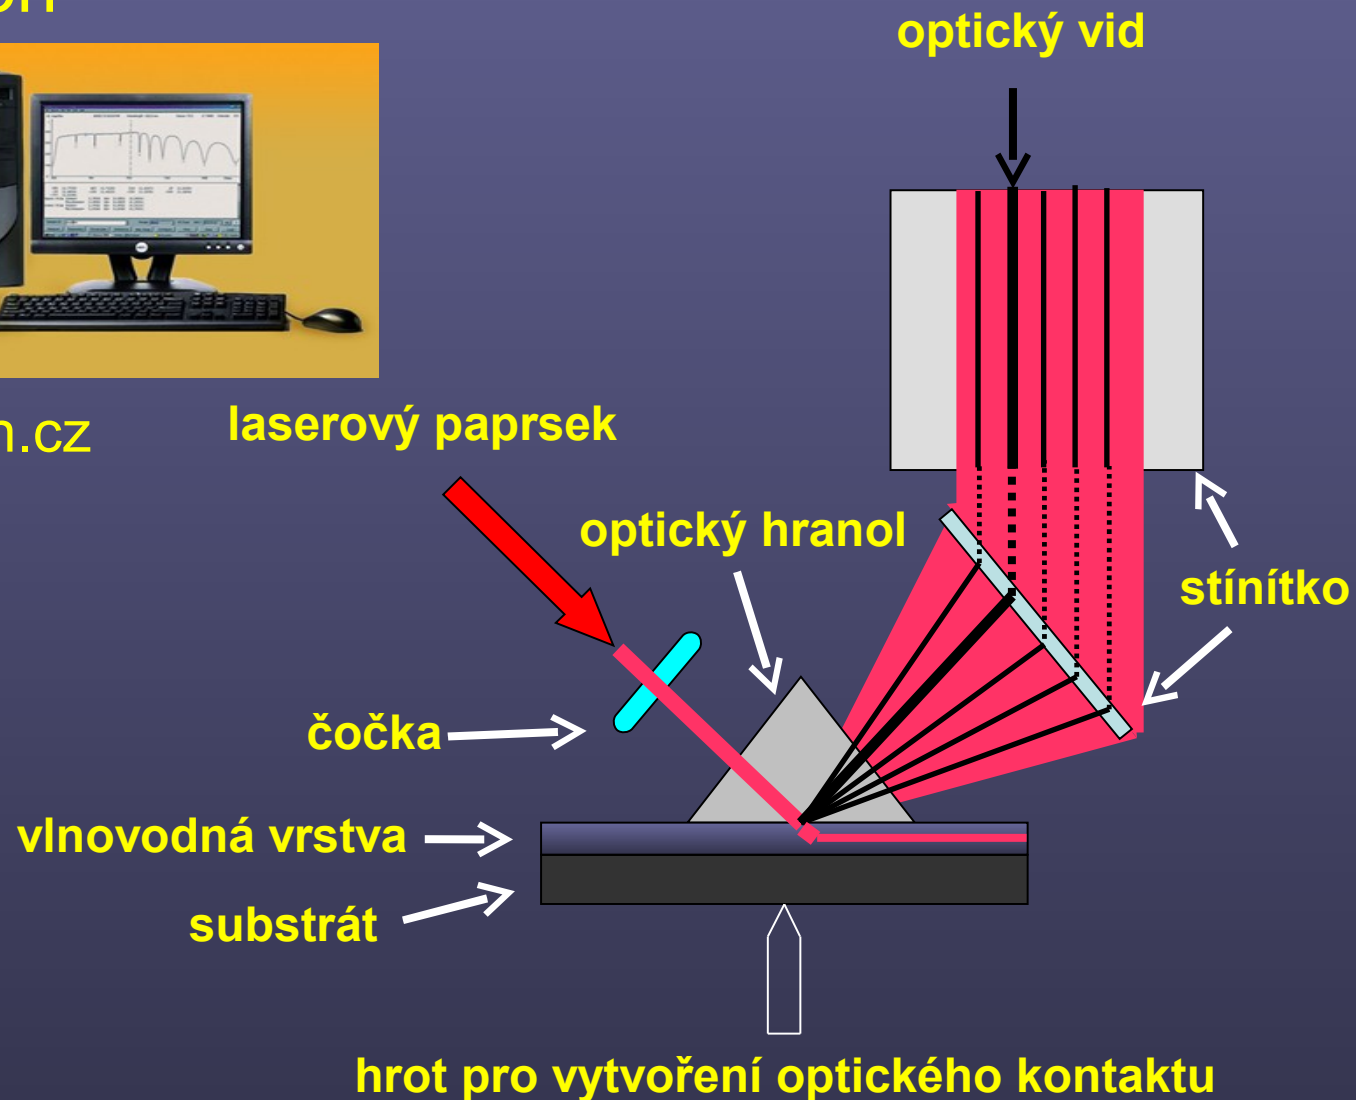 optický vid
n.cz
laserový paprsek
optický hranol
stínítko
čočka
vlnovodná vrstva
substrát
hrot pro vytvoření optického kontaktu